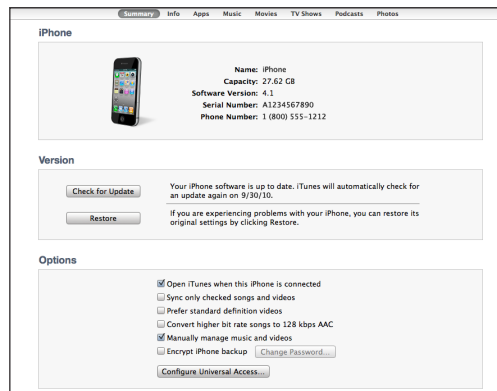 Summary Info Apps Music Movies TV Shows Podcasts Photos
iPhone
Name: iPhone
Capacity: 27.62 GB
Software Version: 4.1
Serial Number: A1234567890
Phone Number: 1 (800) 555-1212
Version
Check for Update
Your iPhone software is up to date. iTunes will automatically check for
an update again on 9/30/10.
Restore
If you are experiencing problems with your iPhone, you can restore its
original settings by clicking Restore.
Options
Open iTunes when this iPhone is connected
Sync only checked songs and videos
Prefer standard definition videos
Convert higher bit rate songs to 128 kbps AAC
Manually manage music and videos
Encrypt iPhone backup Change Password...
Configure Universal Access...